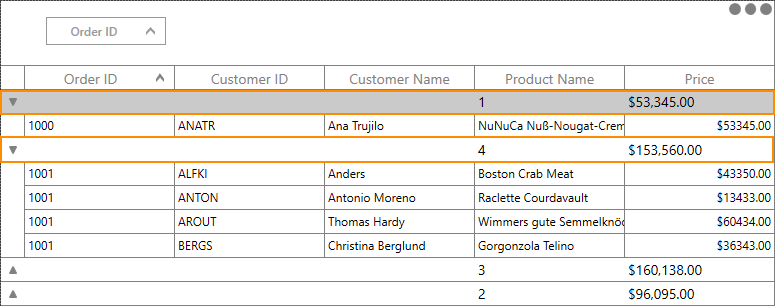 Order ID
Order ID Customer ID Customer Name Product Name Price
1 $53,345.00
1000 ANATR Ana Trujilo NuNuCa Nuß-Nougat-Crem $53345.00
4 $153,560.00
1001 ALFKI Anders Boston Crab Meat $43350.00
1001 ANTON Antonio Moreno Raclette Courdavault $13433.00
1001 AROUT Thomas Hardy Wimmers gute Semmelknöd $60434.00
1001 BERGS Christina Berglund Gorgonzola Telino $36343.00
3 $160,138.00
2 $96,095.00